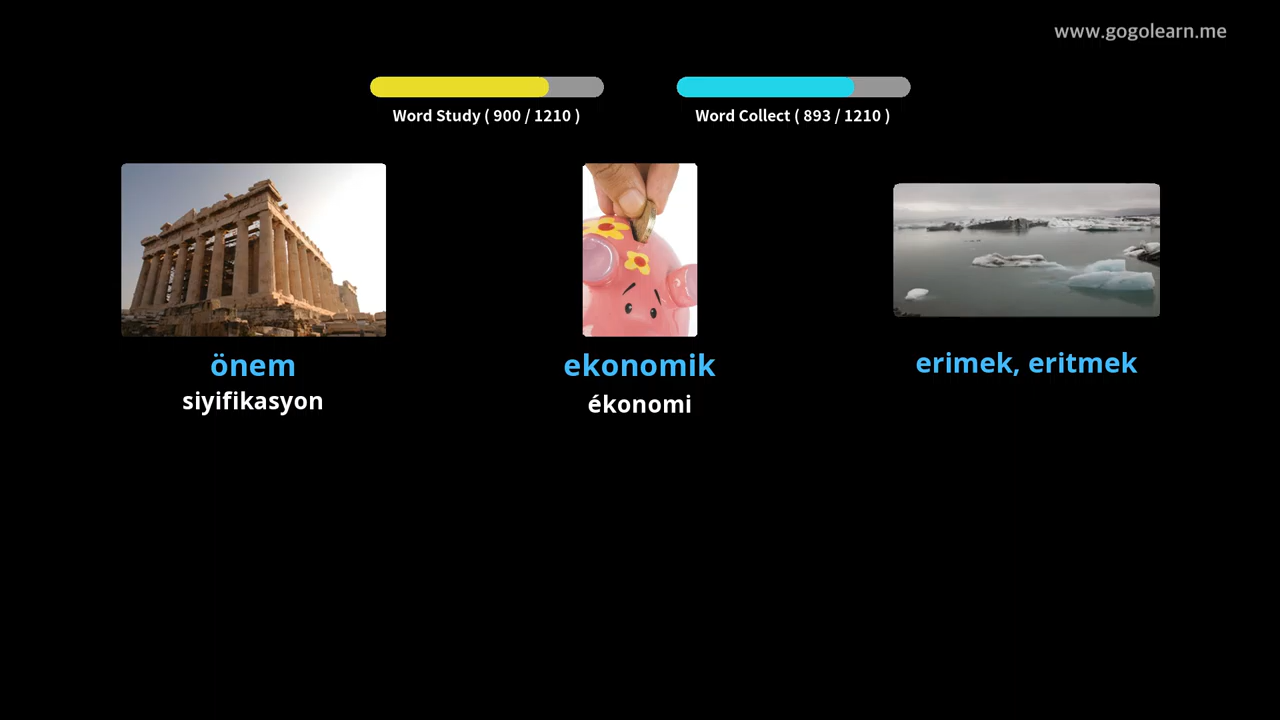 www.gogolearn.me
Word Study ( 900 / 1210 )
Word Collect ( 893 / 1210 )
önem
siyifikasyon
ekonomik
ékonomi
erimek, eritmek